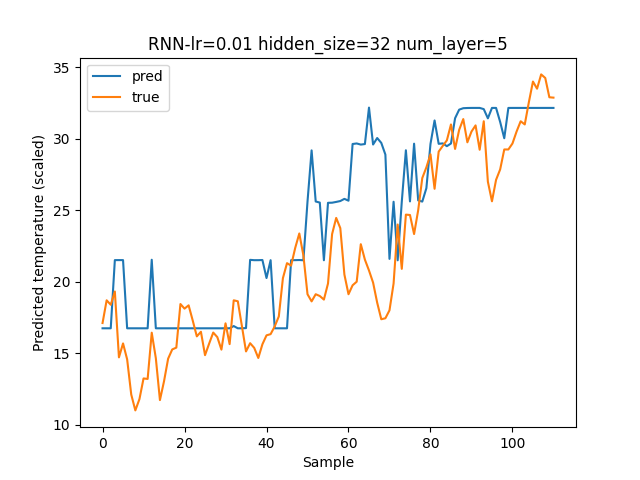 RNN-lr=0.01 hidden_size=32 num_layer=5
pred
true
35
30
25
20
15
10
Predicted temperature (scaled)
0 20 40 60 80 100
Sample